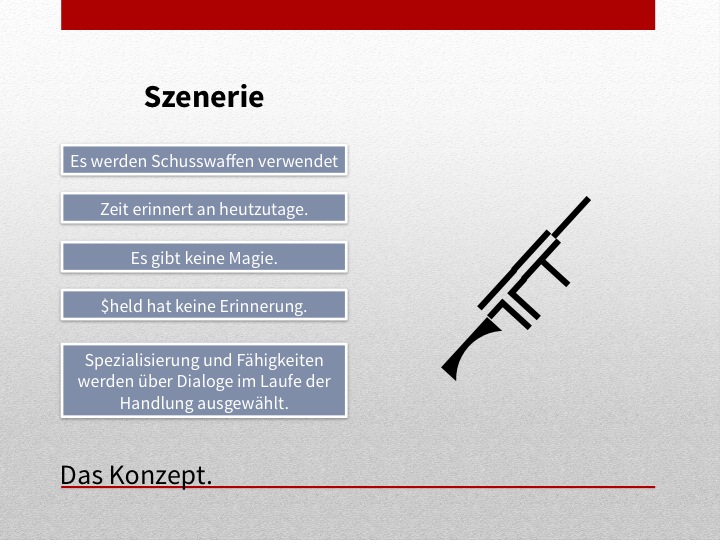 Szenerie
Es werden Schusswaffen verwendet
Zeit erinnert an heutzutage.
Es gibt keine Magie.
$held hat keine Erinnerung.
Spezialisierung und Fähigkeiten
werden über Dialoge im Laufe der
Handlung ausgewählt.
Das Konzept.